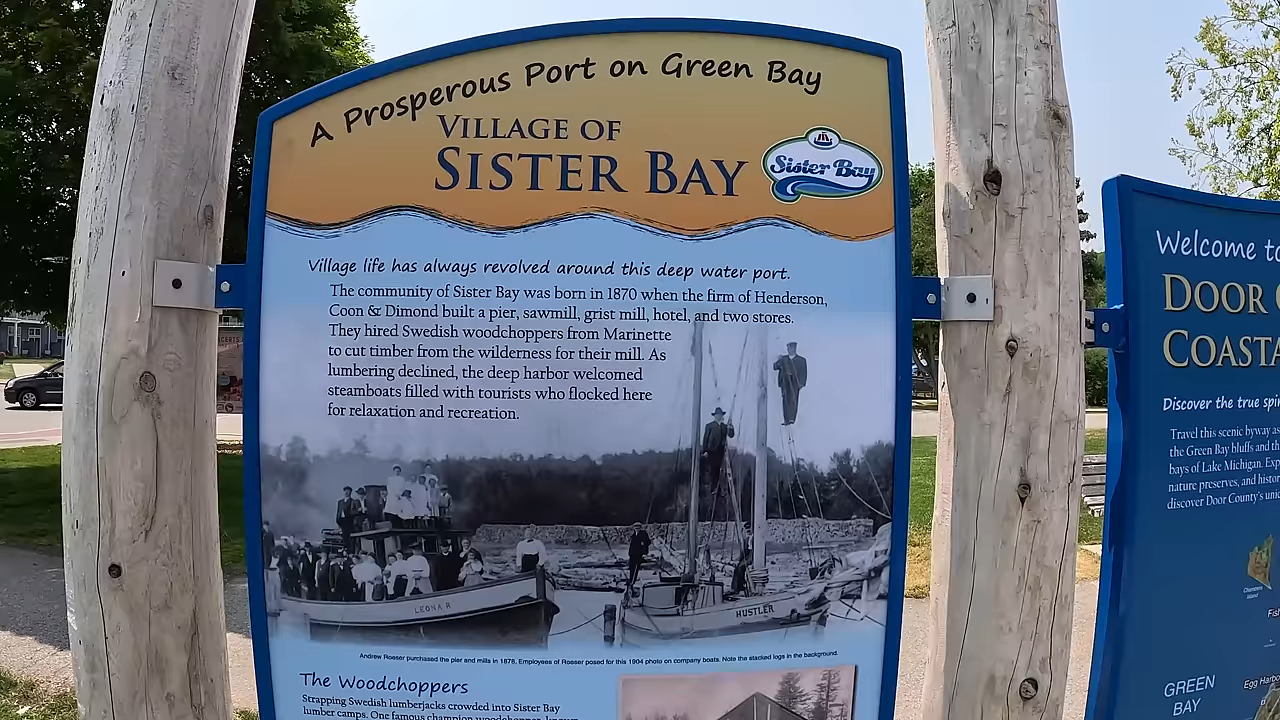 A Prosperous Port on Green Bay
VILLAGE OF
SISTER BAY
Sister Bay
Village life has always revolved around this deep water port.
The community of Sister Bay was born in 1870 when the firm of Henderson,
Coon & Dimond built a pier, sawmill, grist mill, hotel, and two stores.
They hired Swedish woodchoppers from Marinette
to cut timber from the wilderness for their mill. As
lumbering declined, the deep harbor welcomed
steamboats filled with tourists who flocked here
for relaxation and recreation.
LEONA R
HUSTLER
Andrew Roeser purchased the pier and mills in 1878. Employees of Roeser posed for this 1904 photo on company boats. Note the stacked logs in the background.
The Woodchoppers
Strapping Swedish lumberjacks crowded into Sister Bay
lumber camps. One famous champion woodchopper, known
Welcome to
DOOR
COASTA
Discover the true spi
Travel this scenic byway as
the Green Bay bluffs and th
bays of Lake Michigan. Exp
nature preserves, and histor
discover Door County's uni
Chambers
Island
Fis
Egg Harbo
GREEN
BAY